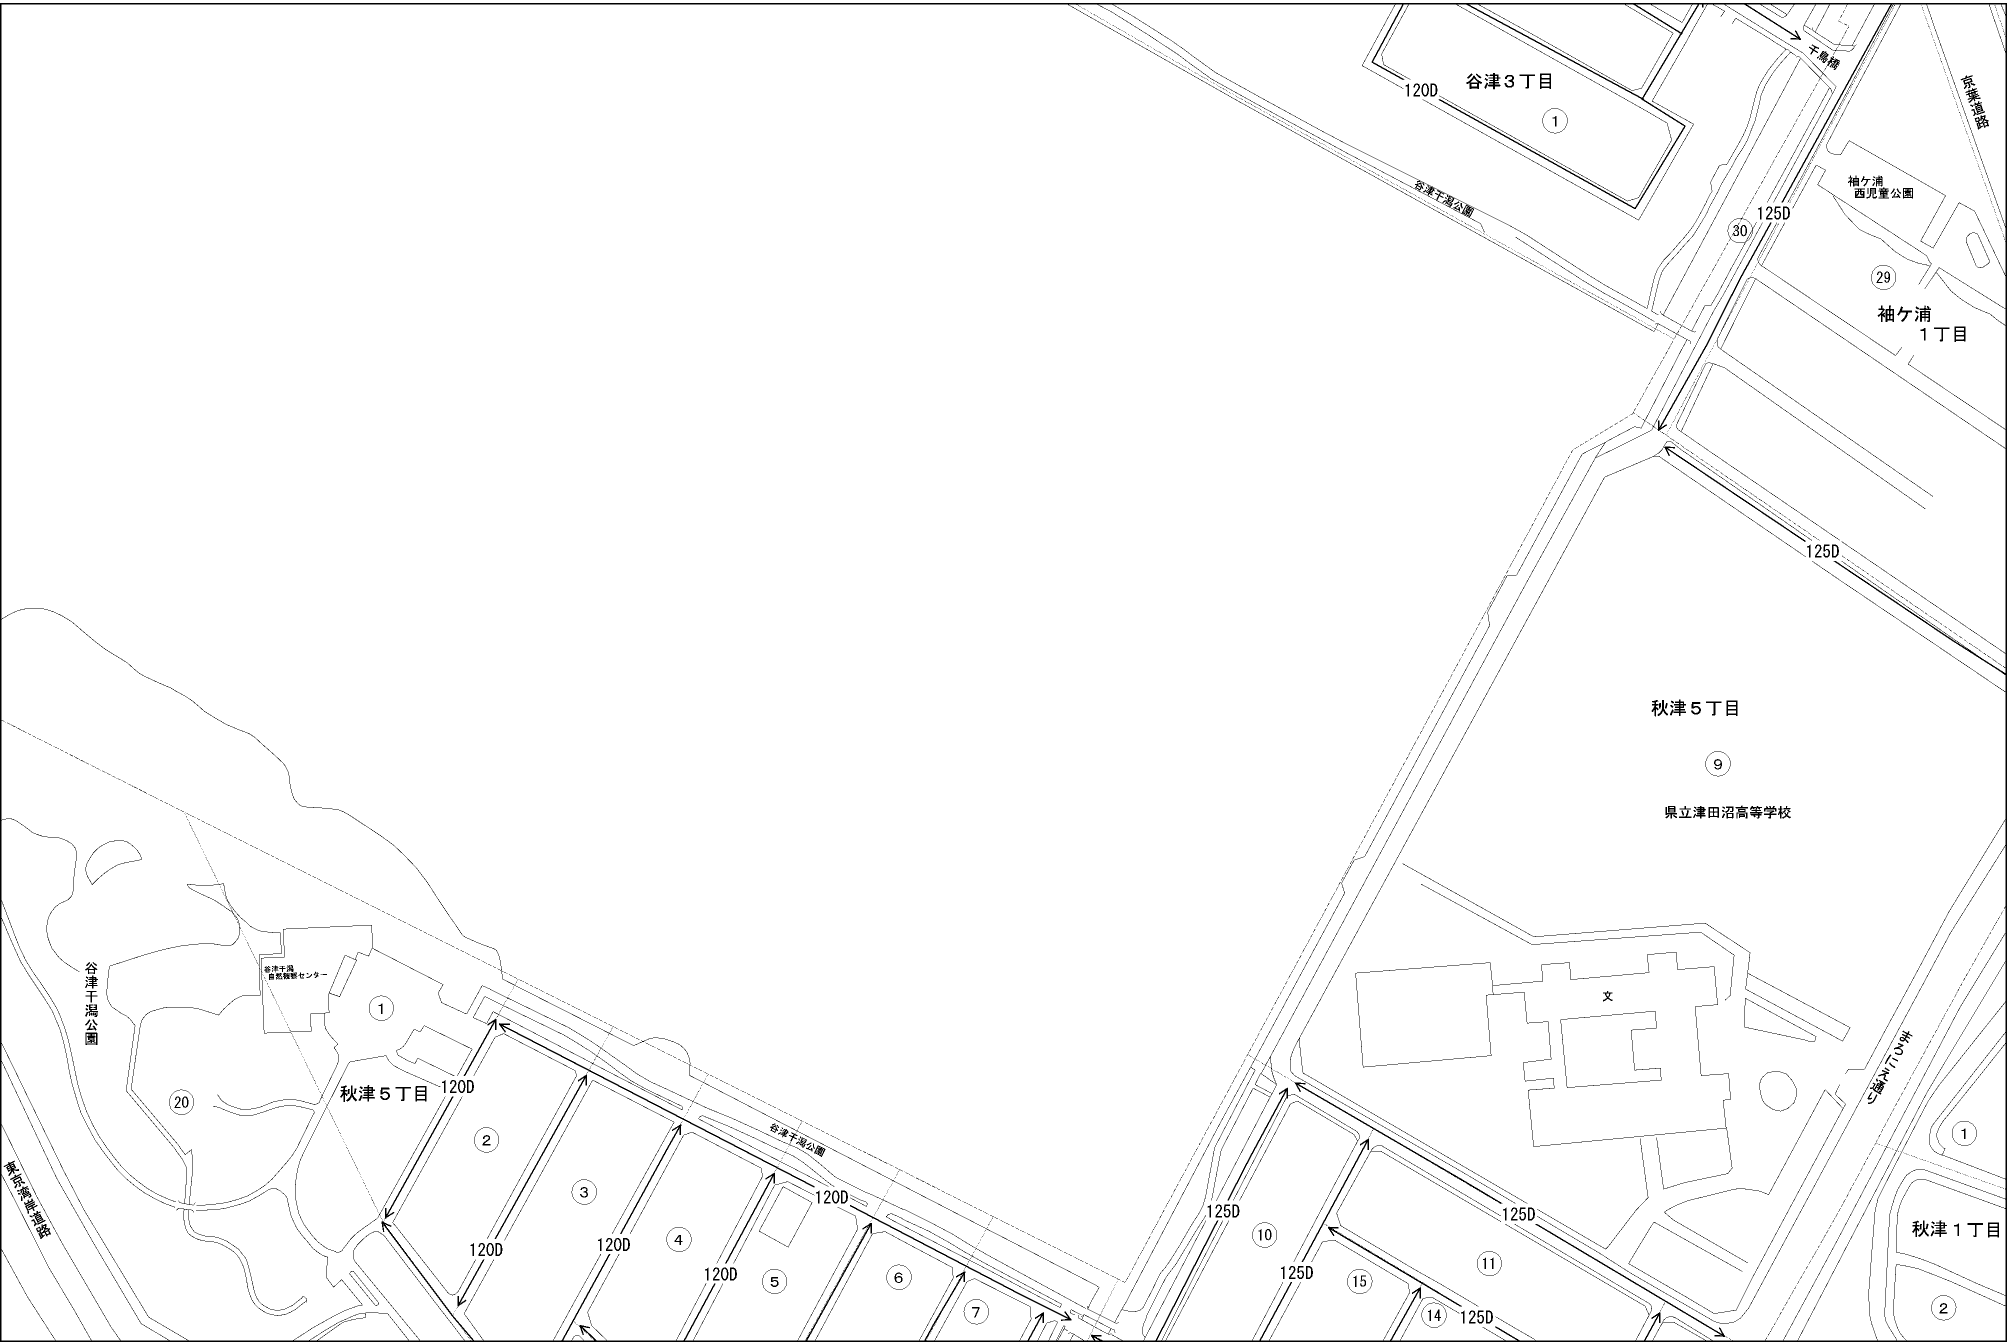 千鳥橋
谷津３丁目
120D
1
京葉道路
袖ケ浦
西児童公園
谷津干潟公園
125D
30
29
袖ケ浦
１丁目
125D
秋津５丁目
9
県立津田沼高等学校
谷津干潟公園
谷津干潟
自然観察センター
1
文
まろにえ通り
秋津５丁目
120D
20
2
谷津干潟公園
1
東京湾岸道路
3
120D
125D
125D
秋津１丁目
120D
120D
4
10
120D
5
6
125D
15
11
2
7
14
125D